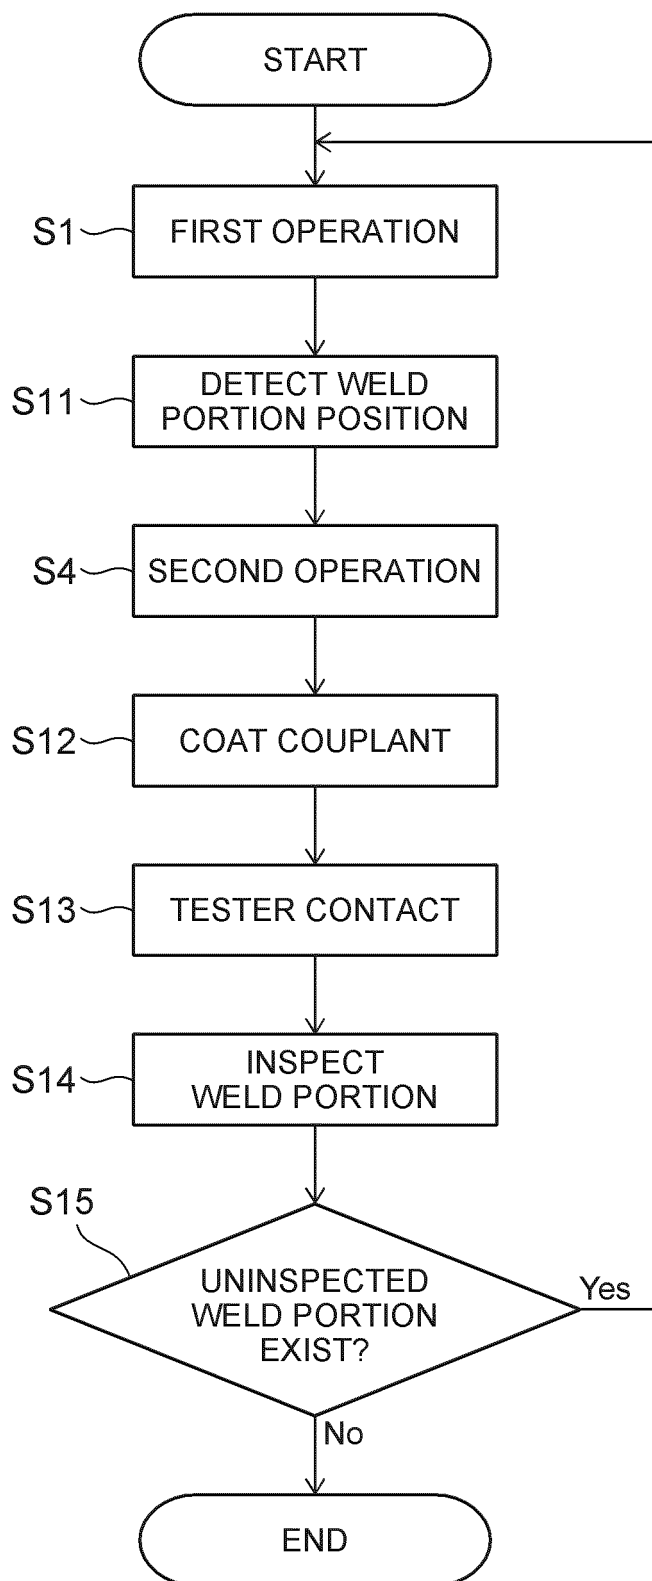 START
S1
FIRST OPERATION
S11
DETECT WELD
PORTION POSITION
S4
SECOND OPERATION
S12
COAT COUPLANT
S13
TESTER CONTACT
S14
INSPECT
WELD PORTION
S15
UNINSPECTED
WELD PORTION
EXIST?
Yes
No
END